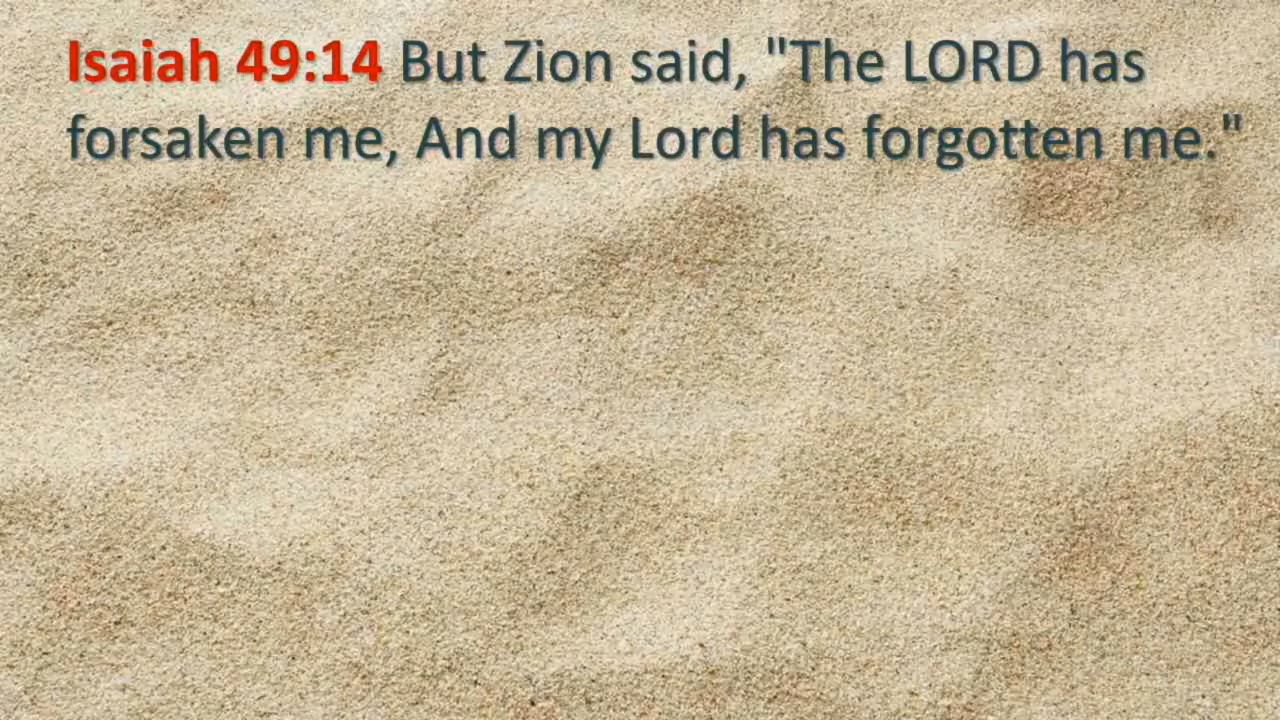 Isaiah 49:14 But Zion said, "The LORD has
forsaken me, And my Lord has forgotten me."